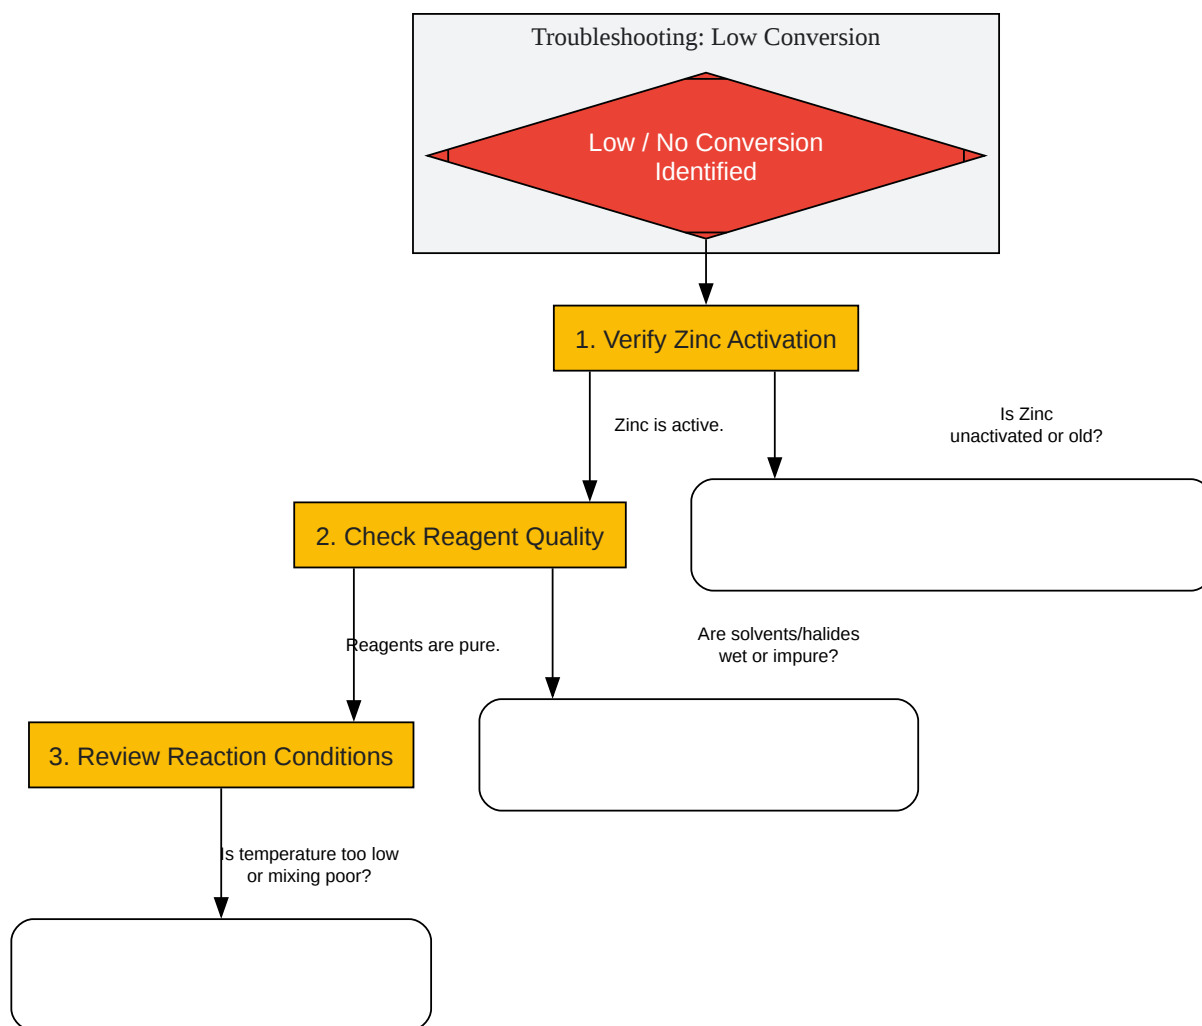 Troubleshooting: Low Conversion
Low / No Conversion
Identified
1. Verify Zinc Activation
Zinc is active.
Is Zinc
unactivated or old?
2. Check Reagent Quality
Reagents are pure.
Are solvents/halides
wet or impure?
3. Review Reaction Conditions
Is temperature too low
or mixing poor?